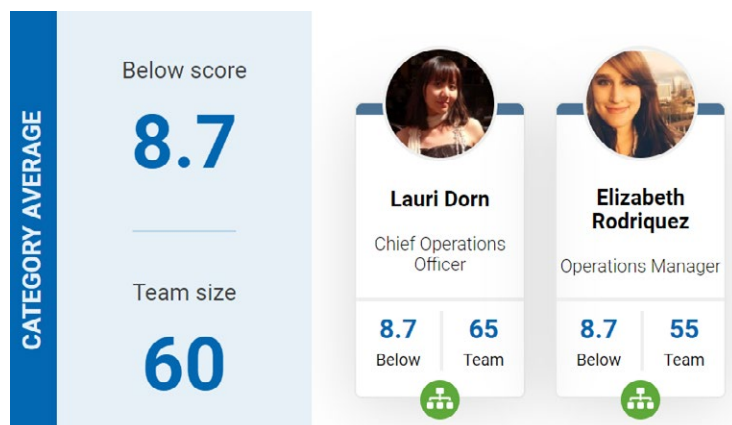 CATEGORY AVERAGE
Below score
8.7
Team size
60
Lauri Dorn
Chief Operations
Officer
8.7 65
Below Team
Elizabeth
Rodriquez
Operations Manager
8.7 55
Below Team